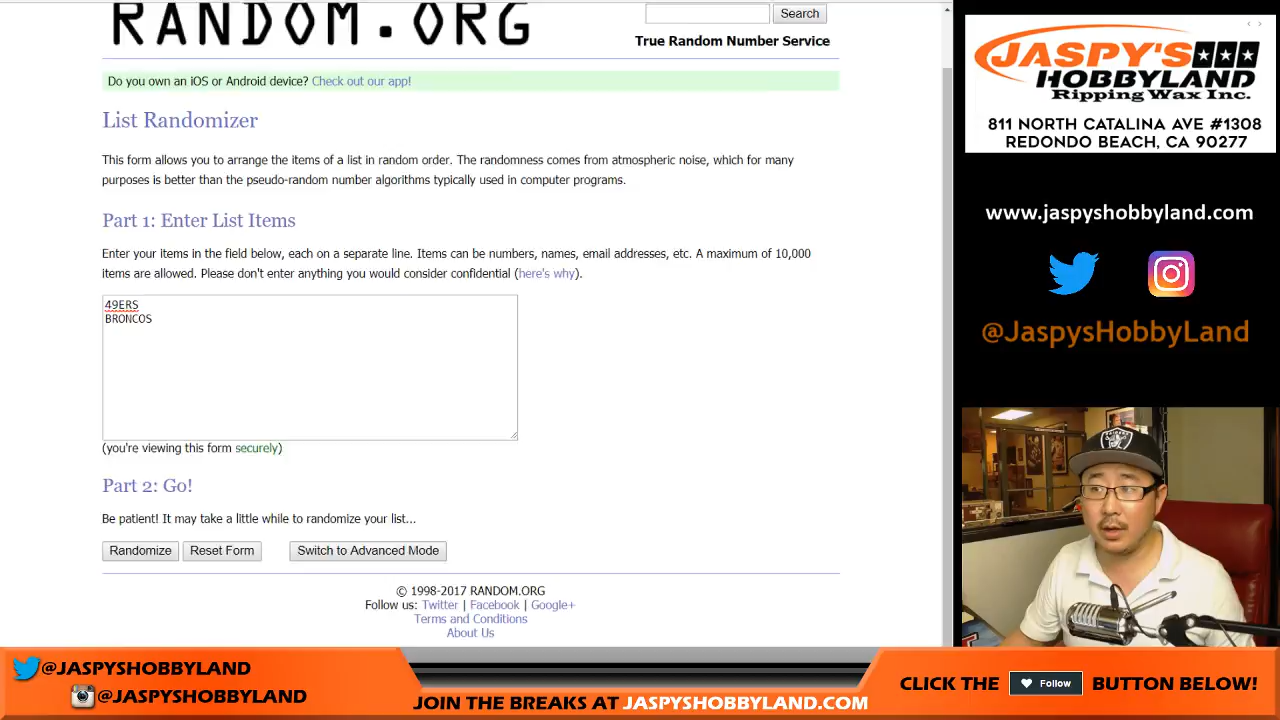 RANDOM.ORG
Search
True Random Number Service
Do you own an iOS or Android device? Check out our app!
List Randomizer
This form allows you to arrange the items of a list in random order. The randomness comes from atmospheric noise, which for many
purposes is better than the pseudo-random number algorithms typically used in computer programs.
Part 1: Enter List Items
Enter your items in the field below, each on a separate line. Items can be numbers, names, email addresses, etc. A maximum of 10,000
items are allowed. Please don't enter anything you would consider confidential (here's why).
49ERS
BRONCOS
(you're viewing this form securely)
Part 2: Go!
Be patient! It may take a little while to randomize your list...
Randomize Reset Form Switch to Advanced Mode
© 1998-2017 RANDOM.ORG
Follow us: Twitter | Facebook | Google+
Terms and Conditions
About Us
JASPY'S
HOBBYLAND
Ripping Wax Inc.
811 NORTH CATALINA AVE #1308
REDONDO BEACH, CA 90277
www.jaspyshobbyland.com
@JaspysHobbyLand
RAIDERS
@JASPYSHOBBYLAND
@JASPYSHOBBYLAND
JOIN THE BREAKS AT JASPYSHOBBYLAND.COM
CLICK THE Follow BUTTON BELOW!